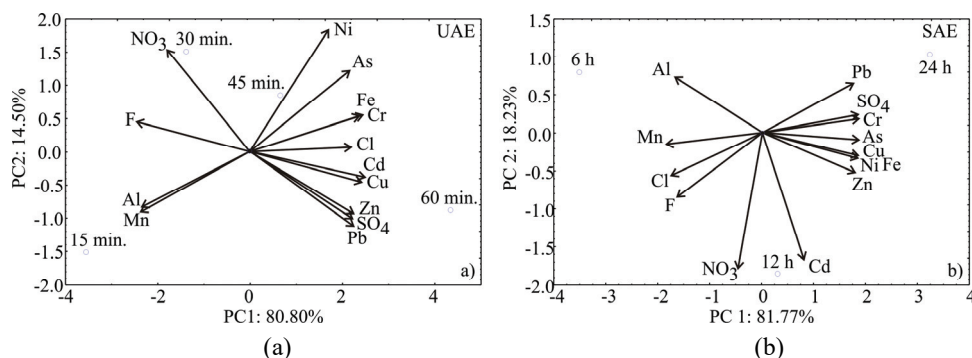 (a)
UAE
PC2: 14.50%
2.0
1.5
1.0
0.5
0.0
-0.5
-1.0
-1.5
-2.0
NO3 30 min.
Ni
As
45 min.
Fe
Cr
F
Cl
Cd
Cu
Al
Mn
Zn
SO4
Pb
60 min.
15 min.
a)
-4 -2 0 2 4
PC1: 80.80%
(a)
(b)
SAE
PC 2: 18.23%
1.5
1.0
0.5
0.0
-0.5
-1.0
-1.5
2.0
6 h
24 h
Al
Pb
SO4
Cr
Mn
As
Cu
Ni Fe
Cl
Zn
F
NO3
12 h
Cd
b)
-4 -3 -2 -1 0 1 2 3 4
PC 1: 81.77%
(b)